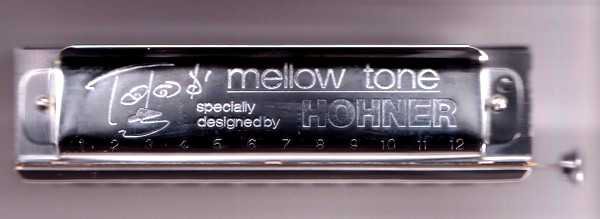 Toots' mellow tone
specially
designed by HOHNER
1 2 3 4 5 6 7 8 9 10 11 12